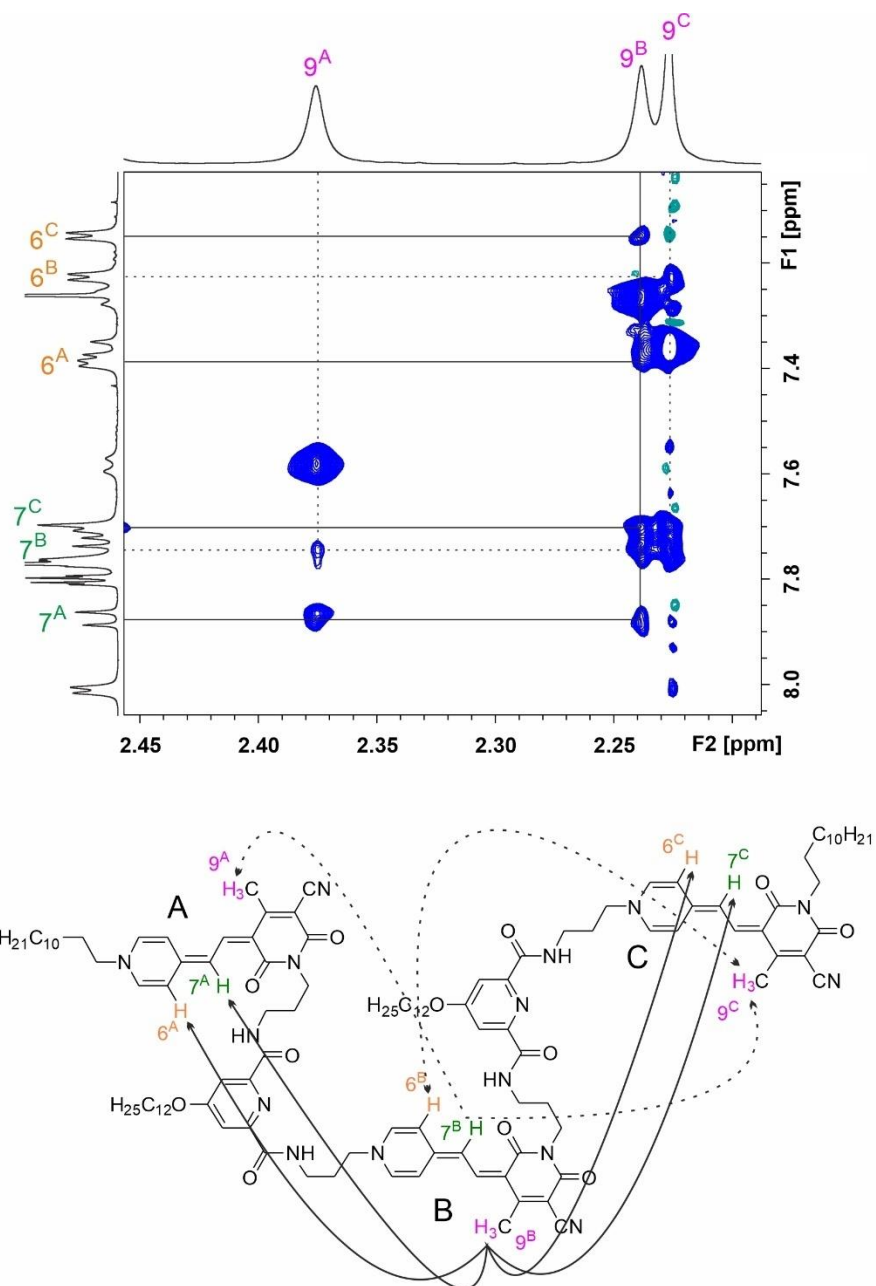 9A 9B 9C
6C
6B
6A
7C
7B
7A
F1 [ppm]
7.4
7.6
7.8
8.0
2.45 2.40 2.35 2.30 2.25 F2 [ppm]
6C
H
7C
H
C10H21
9A
H3C
CN
A
O
N
O
CN
N
O
O
N
H21C10
N
7A
H
H
6A
O
NH
C
H3C
9C
H25C12O
N
O
HN
O
NH
O
H25C12O
N
O
NH
6B
H
7B
H
N
O
N
O
B
H3C
9B
CN